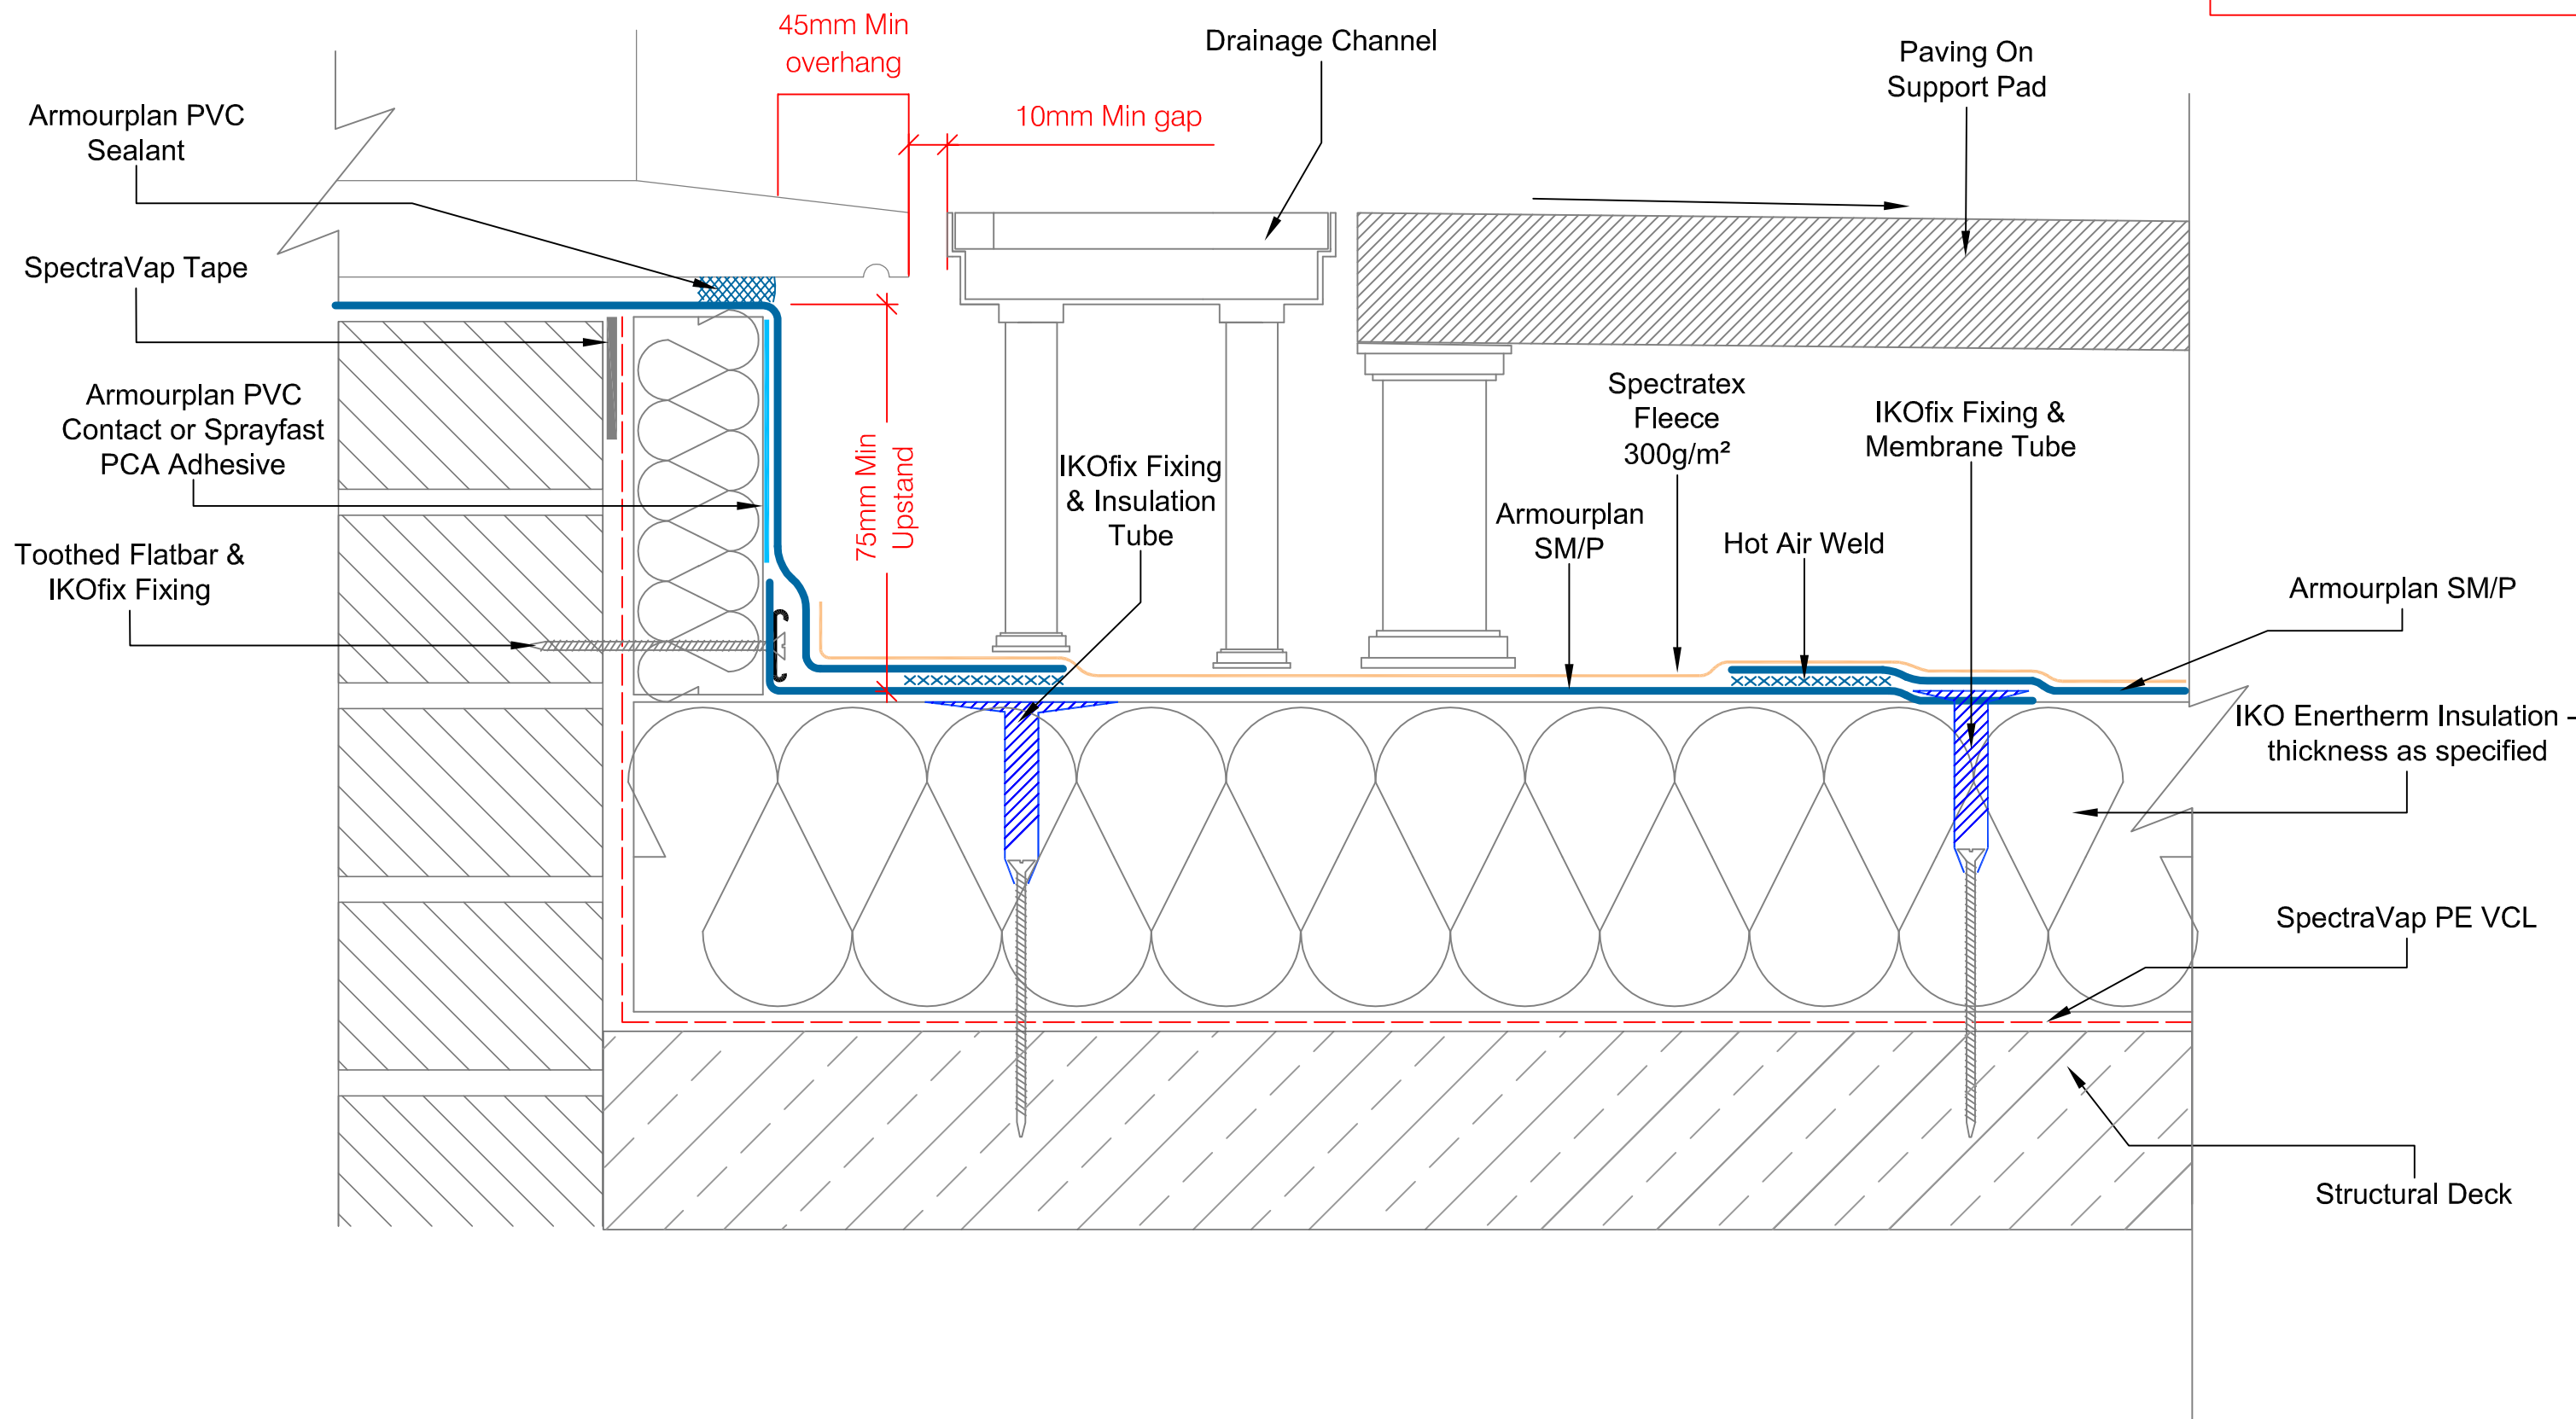 45mm Min
overhang
10mm Min gap
Drainage Channel
Paving On
Support Pad
Armourplan PVC
Sealant
SpectraVap Tape
Armourplan PVC
Contact or Sprayfast
PCA Adhesive
Toothed Flatbar &
IKOfix Fixing
75mm Min
Upstand
IKOfix Fixing
& Insulation
Tube
Armourplan
SM/P
Spectratex
Fleece
300g/m²
Hot Air Weld
IKOfix Fixing &
Membrane Tube
Armourplan SM/P
IKO Enertherm Insulation -
thickness as specified
SpectraVap PE VCL
Structural Deck